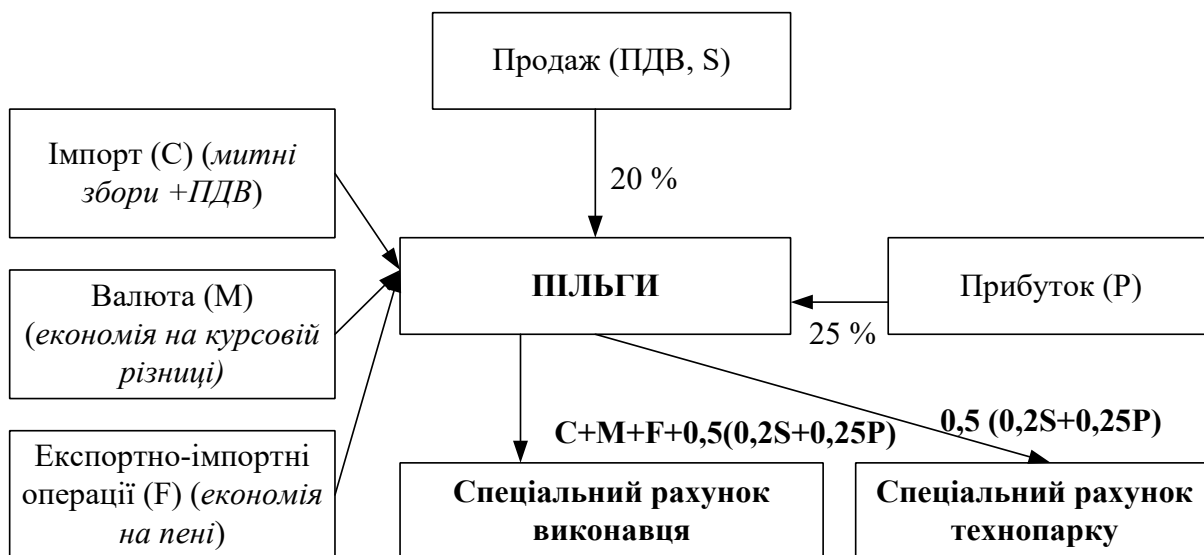 Продаж (ПДВ, S)
Імпорт (C) (митні
збори +ПДВ)
20 %
Валюта (M)
(економія на курсовій
різниці)
ПІЛЬГИ
Прибуток (P)
25 %
Експортно-імпортні
операції (F) (економія
на пені)
C+M+F+0,5(0,2S+0,25P)
0,5 (0,2S+0,25P)
Спеціальний рахунок
виконавця
Спеціальний рахунок
технопарку